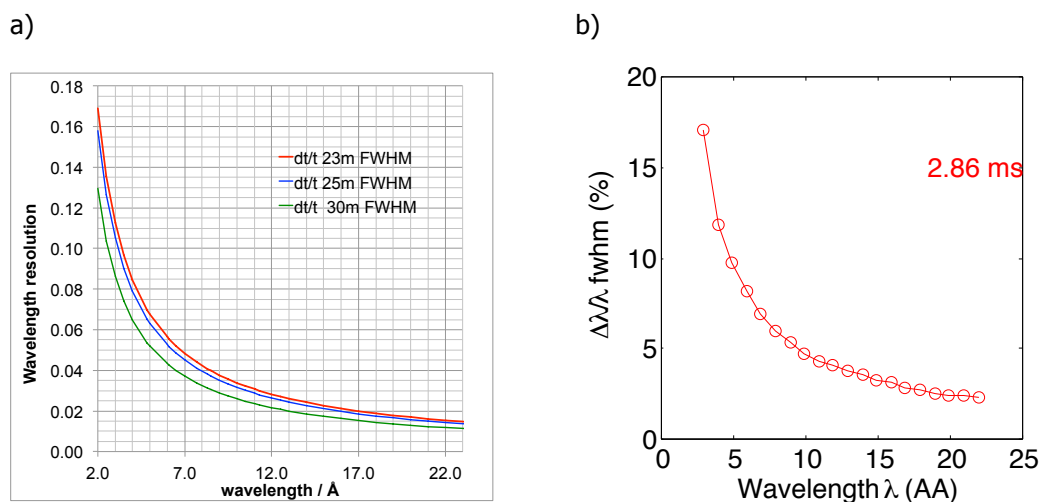 a)
b)
0.18
0.16
0.14
0.12
0.10
0.08
0.06
0.04
0.02
0.00
Wavelength resolution
dt/t 23m FWHM
dt/t 25m FWHM
dt/t  30m FWHM
2.0 7.0 12.0 17.0 22.0
wavelength / Å
20
15
10
5
0
Δλ/λ fwhm (%)
2.86 ms
0 5 10 15 20 25
Wavelength λ (AA)